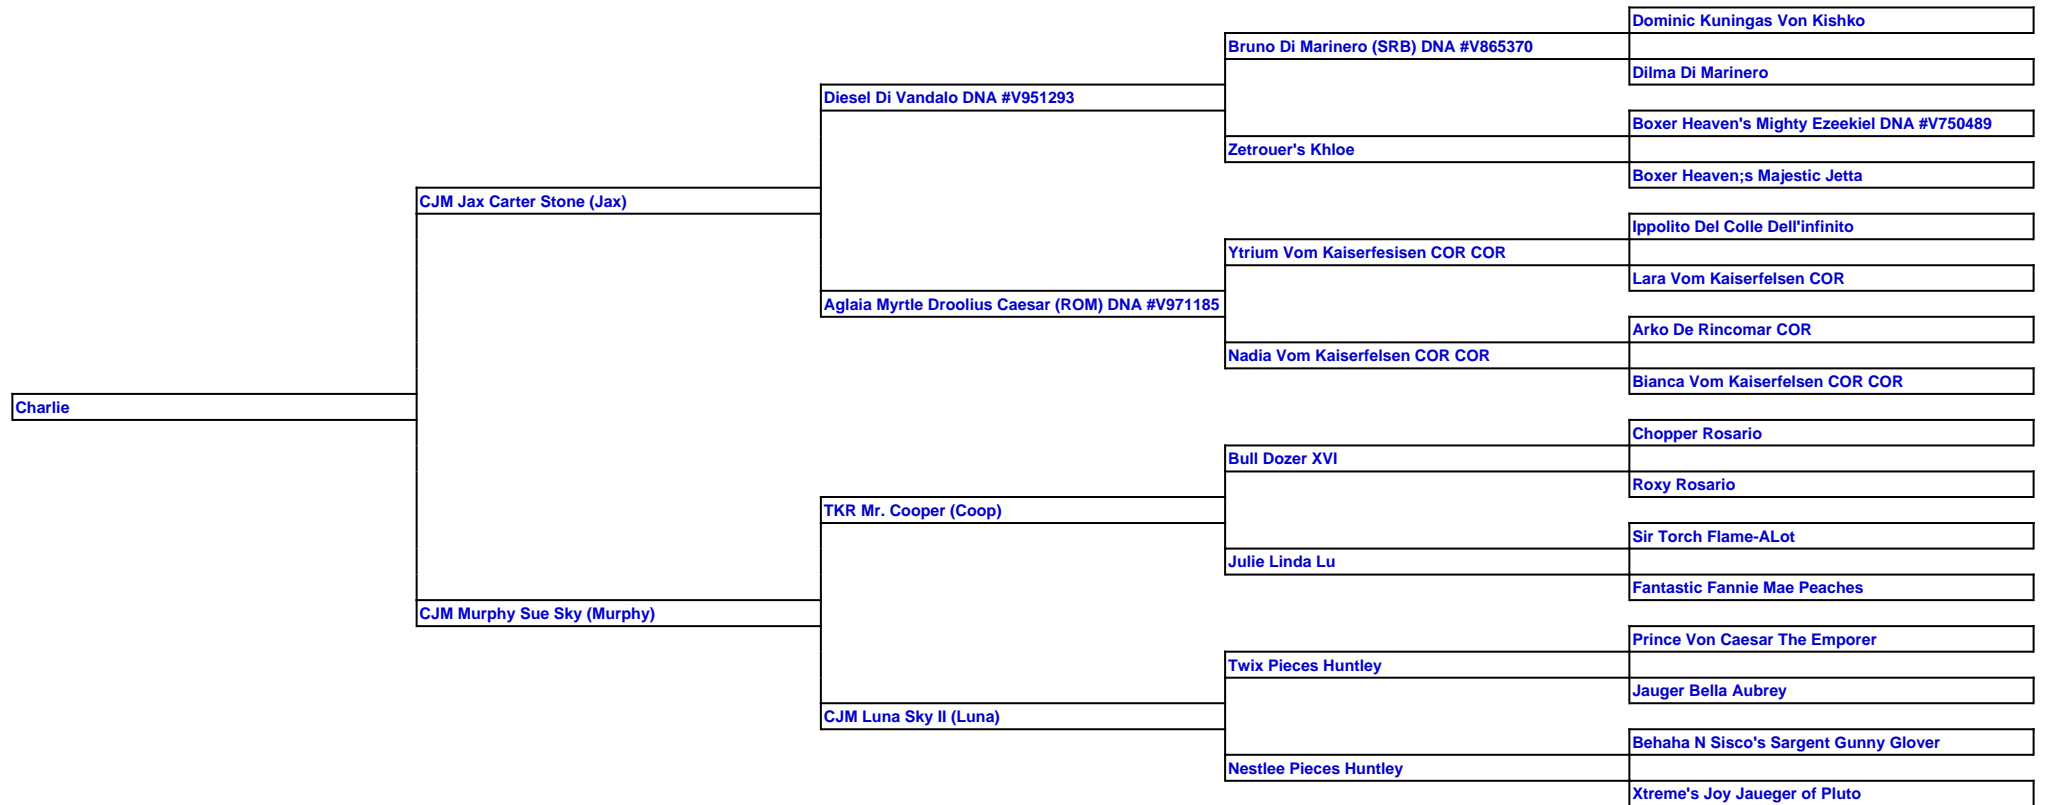 Dominic Kuningas Von Kishko
Bruno Di Marinero (SRB) DNA #V865370
Dilma Di Marinero
Diesel Di Vandalo DNA #V951293
Boxer Heaven's Mighty Ezeekiel DNA #V750489
Zetrouer's Khloe
Boxer Heaven;s Majestic Jetta
CJM Jax Carter Stone (Jax)
Ippolito Del Colle Dell'infinito
Ytrium Vom Kaiserfesisen COR COR
Lara Vom Kaiserfelsen COR
Aglaia Myrtle Droolius Caesar (ROM) DNA #V971185
Arko De Rincomar COR
Nadia Vom Kaiserfelsen COR COR
Bianca Vom Kaiserfelsen COR COR
Charlie
Chopper Rosario
Bull Dozer XVI
Roxy Rosario
TKR Mr. Cooper (Coop)
Sir Torch Flame-ALot
Julie Linda Lu
Fantastic Fannie Mae Peaches
CJM Murphy Sue Sky (Murphy)
Prince Von Caesar The Emporer
Twix Pieces Huntley
Jauger Bella Aubrey
CJM Luna Sky II (Luna)
Behaha N Sisco's Sargent Gunny Glover
Nestlee Pieces Huntley
Xtreme's Joy Jaueger of Pluto